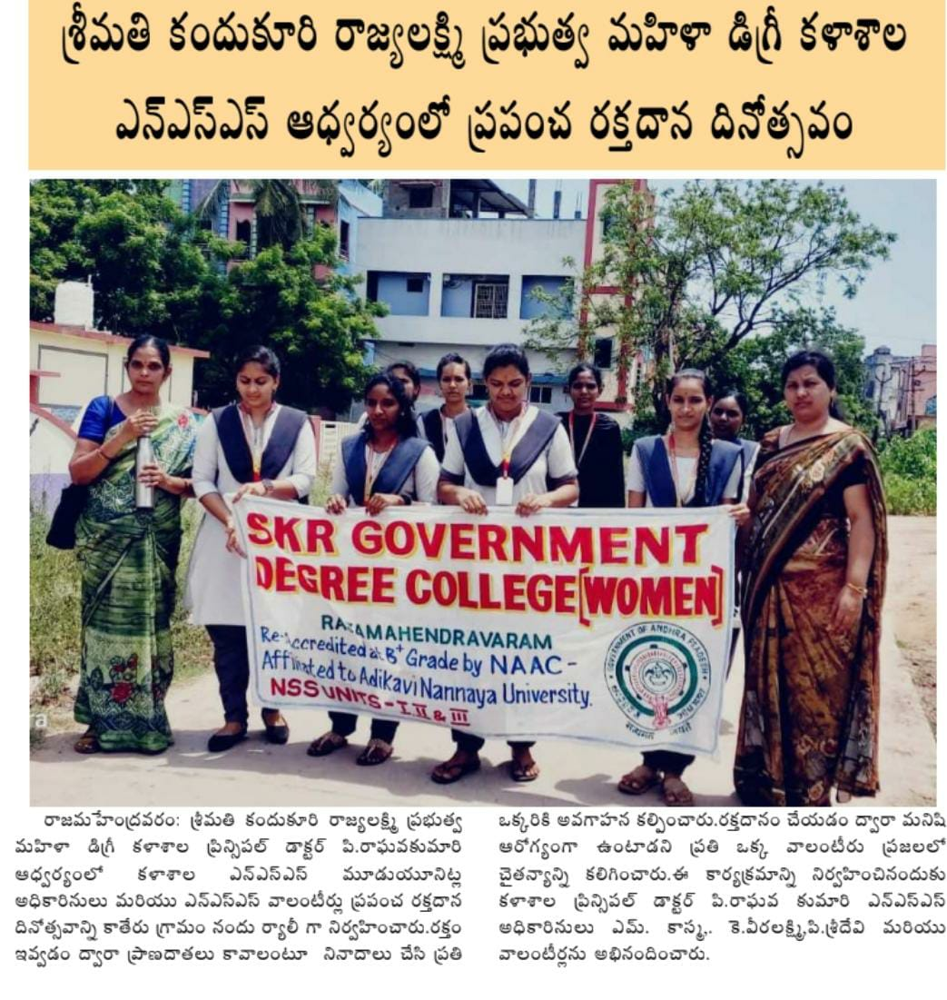 శ్రీమతి కందుకూరి రాజ్యలక్ష్మి ప్రభుత్వ మహిళా డిగ్రీ కళాశాల
ఎన్ఎస్ఎస్ ఆధ్వర్యంలో ప్రపంచ రక్తదాన దినోత్సవం
SKR GOVERNMENT
DEGREE COLLEGE [WOMEN]
RAJAMAHENDRAVARAM
Re-Accredited at B+ Grade by NAAC -
Affiliated to Adikavi Nannaya University.
NSS UNITS - I, II & III
GOVERNMENT OF ANDHRA PRADESH
सत्यमेव जयते
రాజమహేంద్రవరం: శ్రీమతి కందుకూరి రాజ్యలక్ష్మి ప్రభుత్వ
మహిళా డిగ్రీ కళాశాల ప్రిన్సిపల్ డాక్టర్ పి.రాఘవకుమారి
ఆధ్వర్యంలో కళాశాల ఎన్ఎస్ఎస్ మూడుయూనిట్ల
అధికారినులు మరియు ఎన్ఎస్ఎస్ వాలంటీర్లు ప్రపంచ రక్తదాన
దినోత్సవాన్ని కాతేరు గ్రామం నందు ర్యాలీ గా నిర్వహించారు.రక్తం
ఇవ్వడం ద్వారా ప్రాణదాతలు కావాలంటూ నినాదాలు చేసి ప్రతి
ఒక్కరికి అవగాహన కల్పించారు.రక్తదానం చేయడం ద్వారా మనిషి
ఆరోగ్యంగా ఉంటాడని ప్రతి ఒక్క వాలంటీరు ప్రజలలో
చైతన్యాన్ని కలిగించారు.ఈ కార్యక్రమాన్ని నిర్వహించినందుకు
కళాశాల ప్రిన్సిపల్ డాక్టర్ పి.రాఘవ కుమారి ఎన్ఎస్ఎస్
అధికారినులు ఎమ్. కాస్మ,. కె.వీరలక్ష్మి,పి.శ్రీదేవి మరియు
వాలంటీర్లను అభినందించారు.